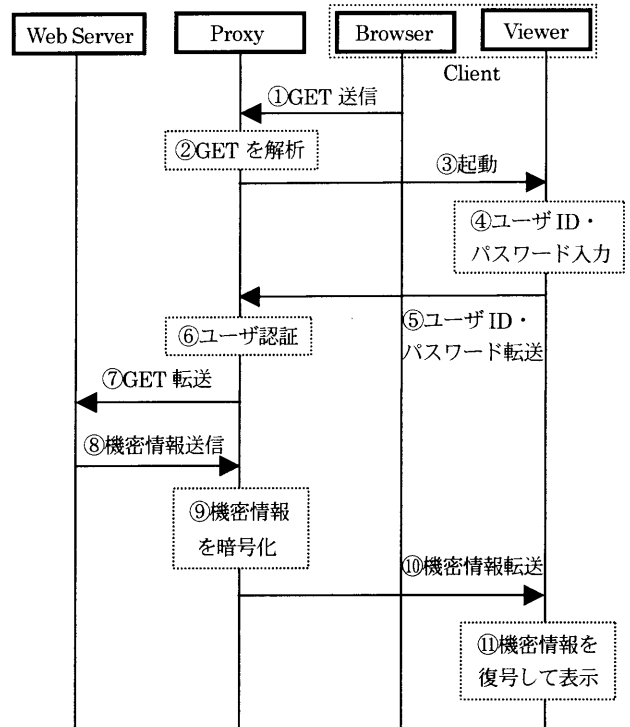 Web Server
Proxy
Browser
Viewer
Client
①GET 送信
②GET を解析
③起動
④ユーザ ID・
パスワード入力
⑤ユーザ ID・
パスワード転送
⑥ユーザ認証
⑦GET 転送
⑧機密情報送信
⑨機密情報
を暗号化
⑩機密情報転送
⑪機密情報を
復号して表示